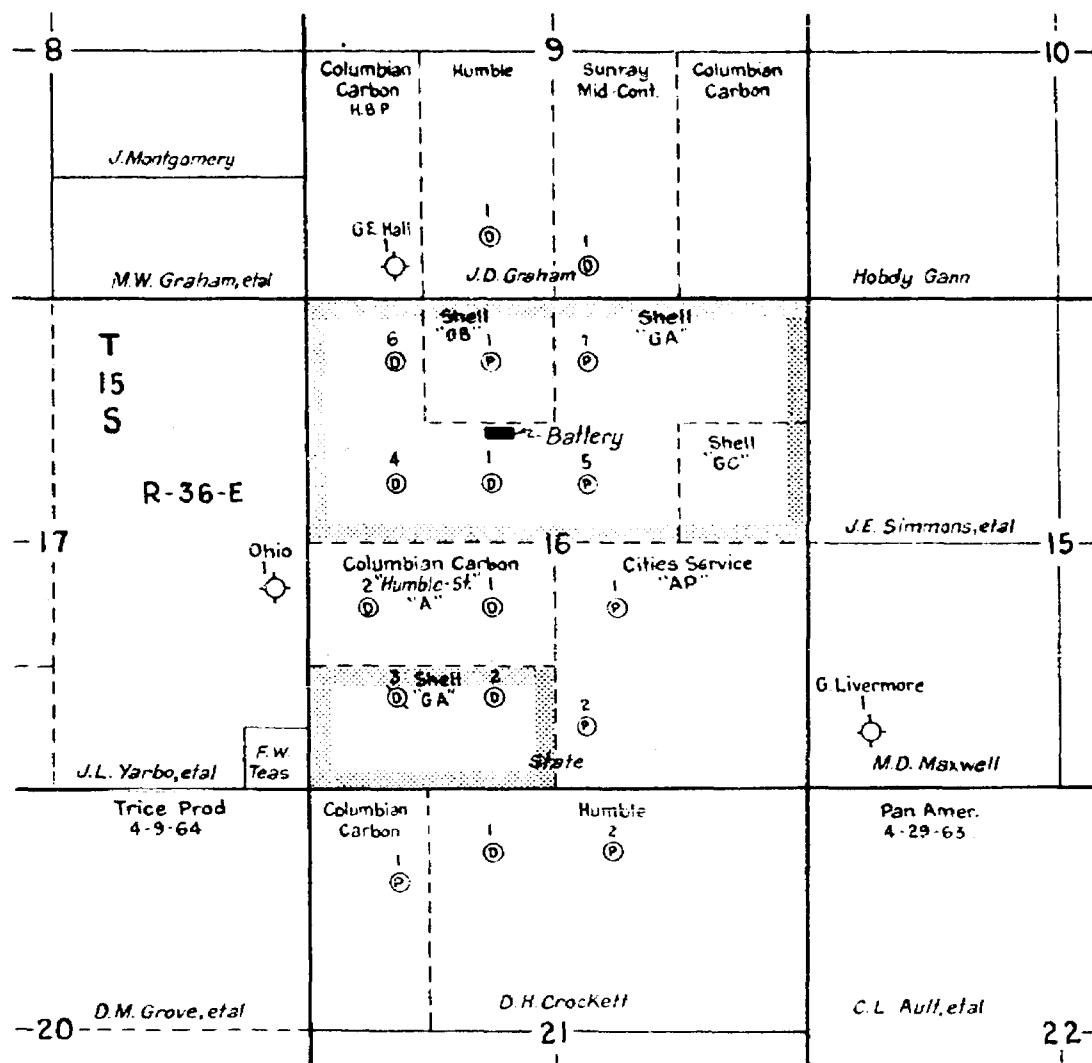 8
9
10
Columbian
Carbon
H.B.P
Humble
Sunray
Mid-Cont.
Columbian
Carbon
J. Montgomery
1
G.E. Hall
1
D
1
D
M.W. Graham, etal
J.D. Graham
Hobdy Gann
T
15
S
R-36-E
Shell
"GB"
Shell
"GA"
6
D
1
P
7
P
Battery
Shell
"GC"
4
D
1
D
5
P
J.E. Simmons, etal
17
16
15
Ohio
1
Columbian Carbon
"Humble-St."
"A"
2
D
1
D
Cities Service
"AP"
1
P
Shell
"GA"
3
D
2
D
2
P
State
G. Livermore
1
F.W.
Teas
J.L. Yarbo, etal
M.D. Maxwell
Trice Prod
4-9-64
Columbian
Carbon
1
P
1
D
Humble
2
P
Pan Amer.
4-29-63
D.M. Grove, etal
D.H. Crockett
C.L Ault, etal
20
21
22